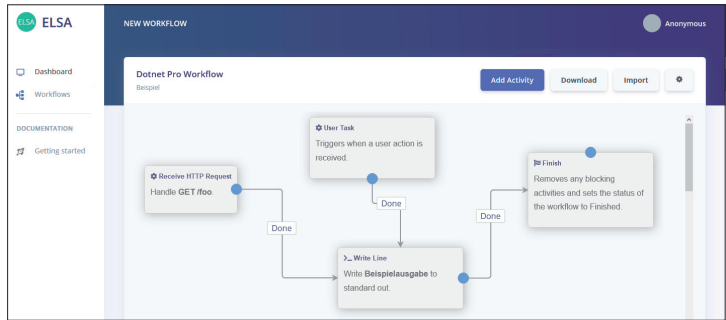 ELSA
ELSA
NEW WORKFLOW
Anonymous
Dashboard
Workflows
DOCUMENTATION
Getting started
Dotnet Pro Workflow
Beispiel
Add Activity
Download
Import
User Task
Triggers when a user action is
received.
Receive HTTP Request
Handle GET /foo.
Finish
Removes any blocking
activities and sets the status of
the workflow to Finished.
Done
Done
Done
Write Line
Write Beispielausgabe to
standard out.